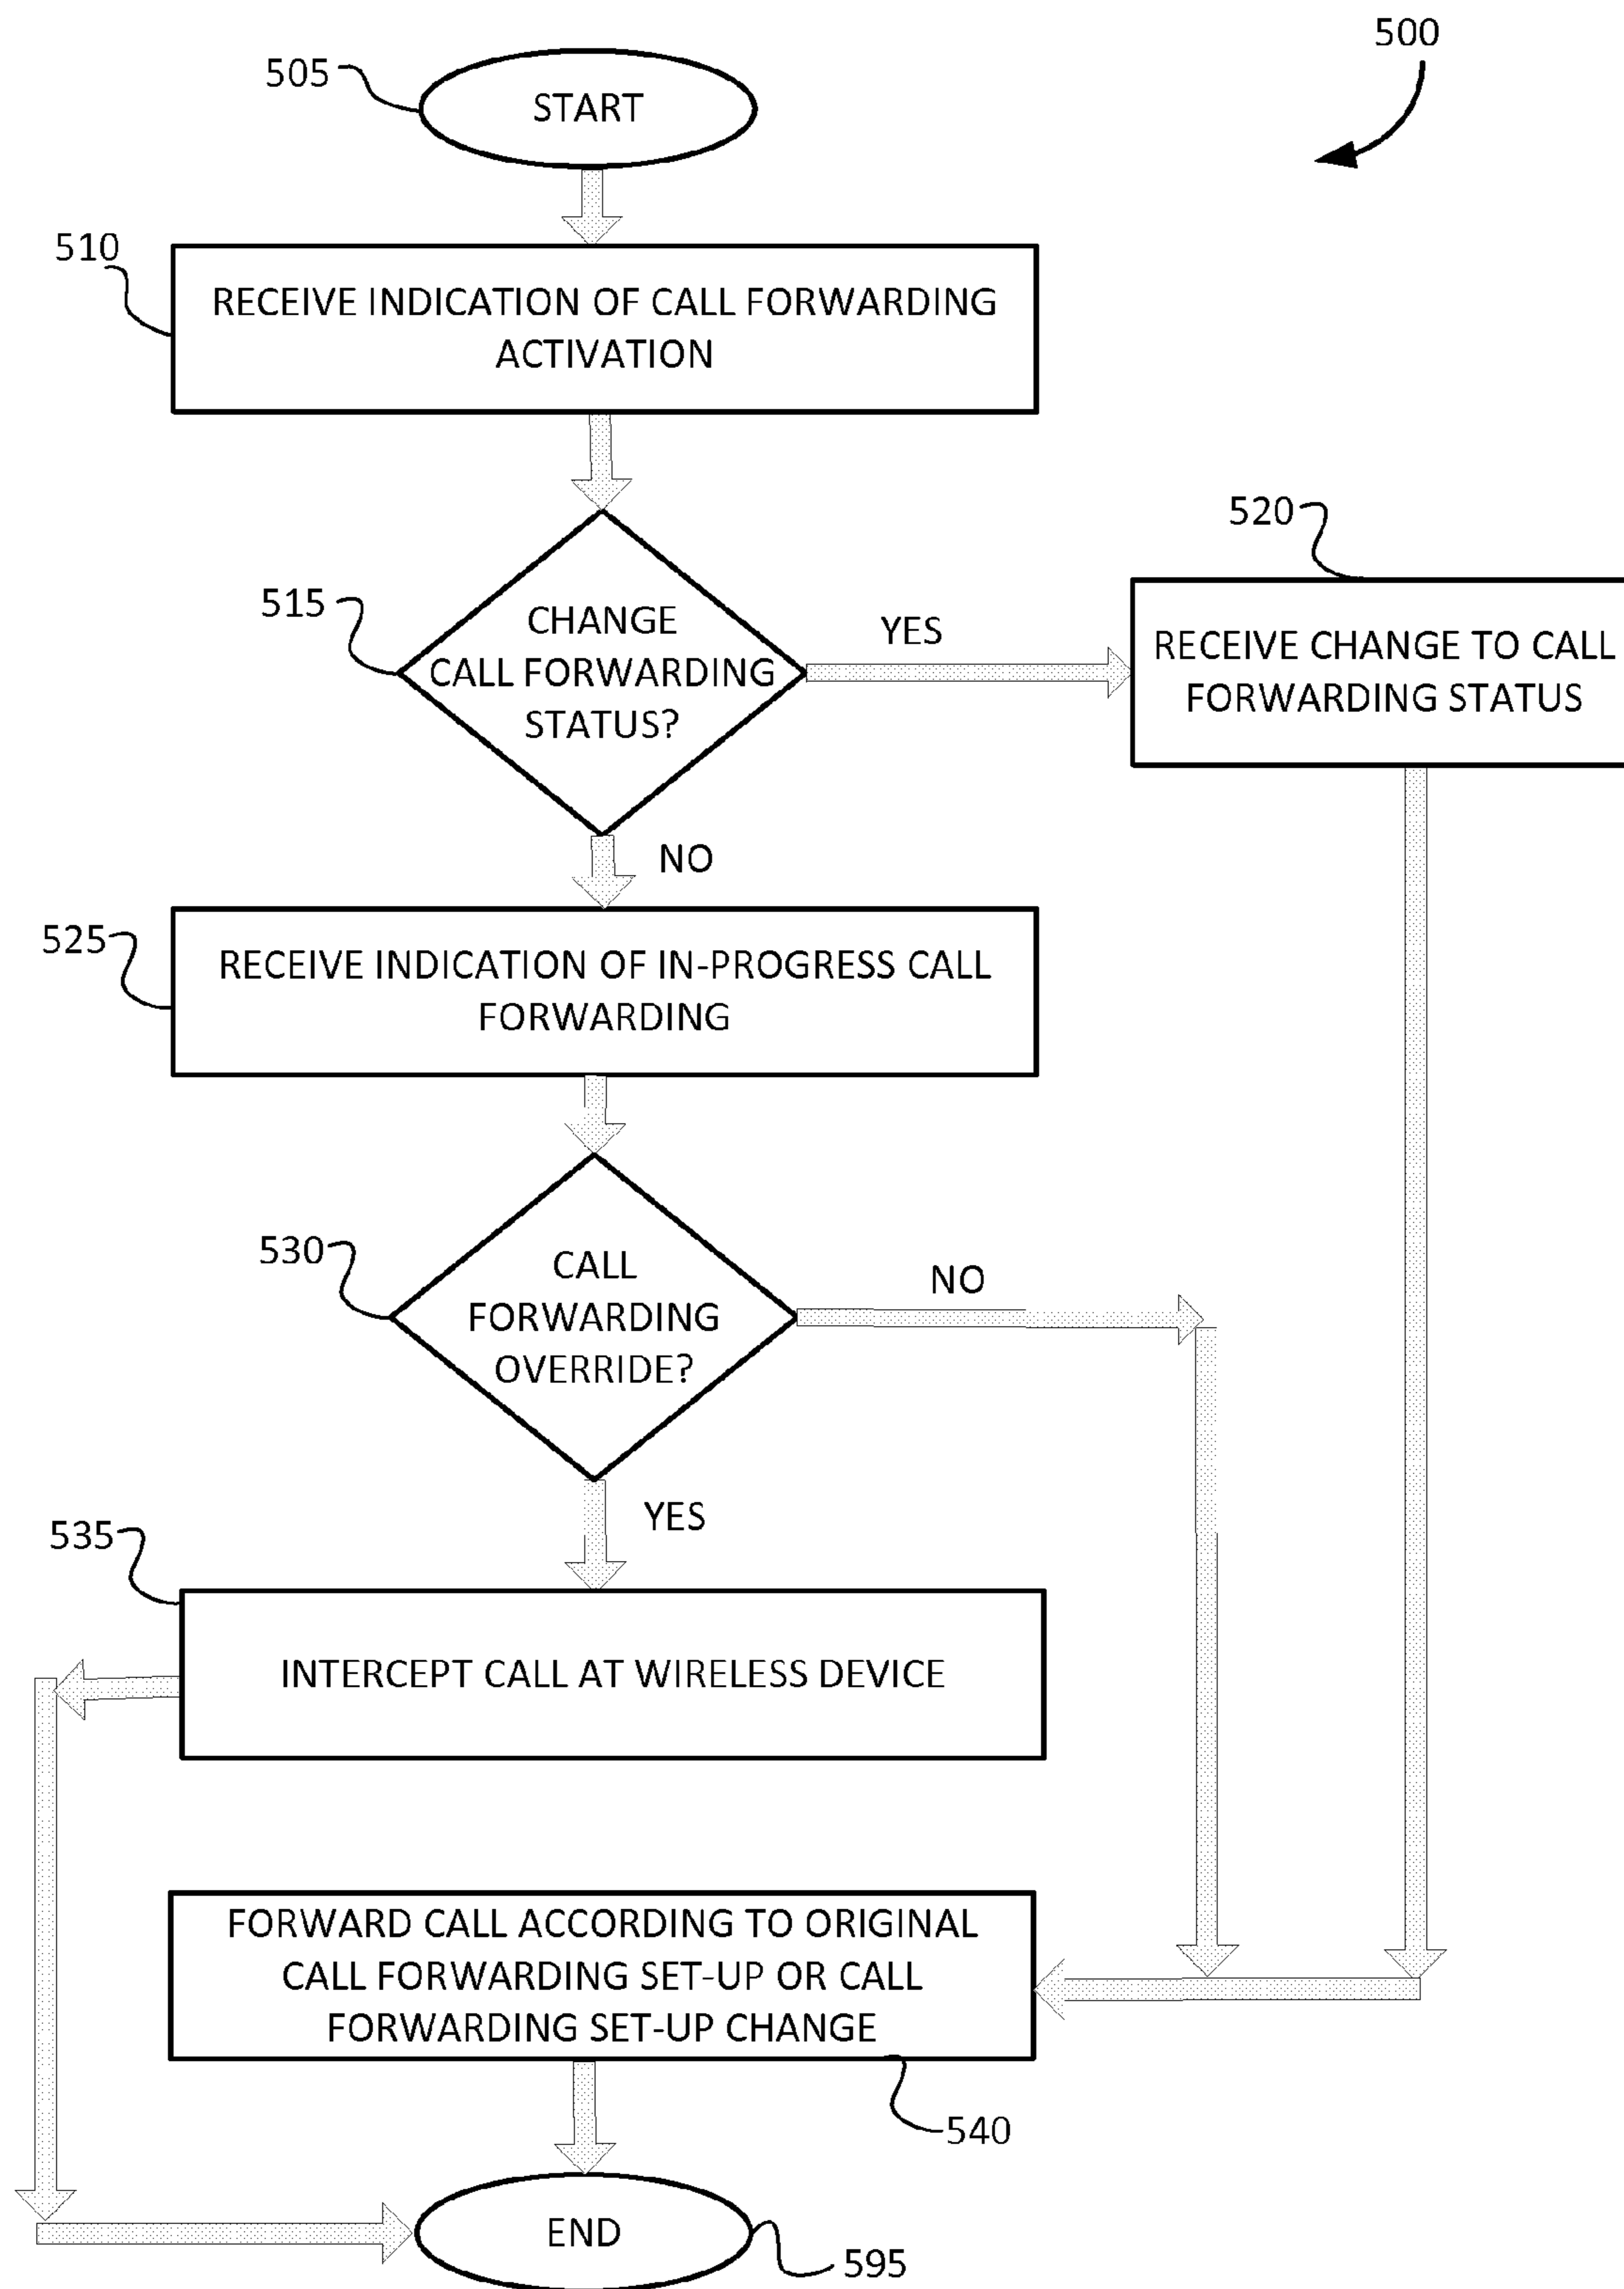 500
505
START
510
RECEIVE INDICATION OF CALL FORWARDING
ACTIVATION
520
515
CHANGE
CALL FORWARDING
STATUS?
YES
RECEIVE CHANGE TO CALL
FORWARDING STATUS
NO
525
RECEIVE INDICATION OF IN-PROGRESS CALL
FORWARDING
530
CALL
FORWARDING
OVERRIDE?
NO
YES
535
INTERCEPT CALL AT WIRELESS DEVICE
FORWARD CALL ACCORDING TO ORIGINAL
CALL FORWARDING SET-UP OR CALL
FORWARDING SET-UP CHANGE
540
END
595